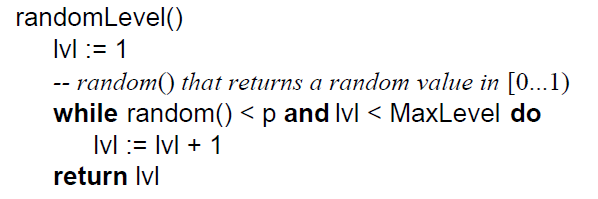 randomLevel()
lvl := 1
-- random() that returns a random value in [0...1)
while random() < p and lvl < MaxLevel do
lvl := lvl + 1
return lvl